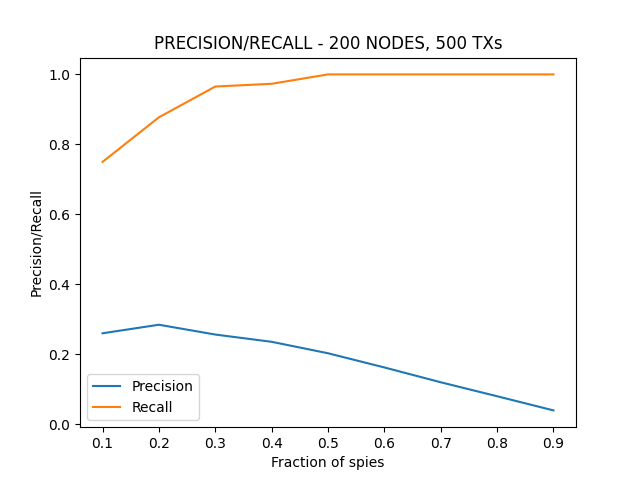 PRECISION/RECALL - 200 NODES, 500 TXs
1.0
0.8
0.6
0.4
0.2
0.0
Precision/Recall
Precision
Recall
0.1 0.2 0.3 0.4 0.5 0.6 0.7 0.8 0.9
Fraction of spies